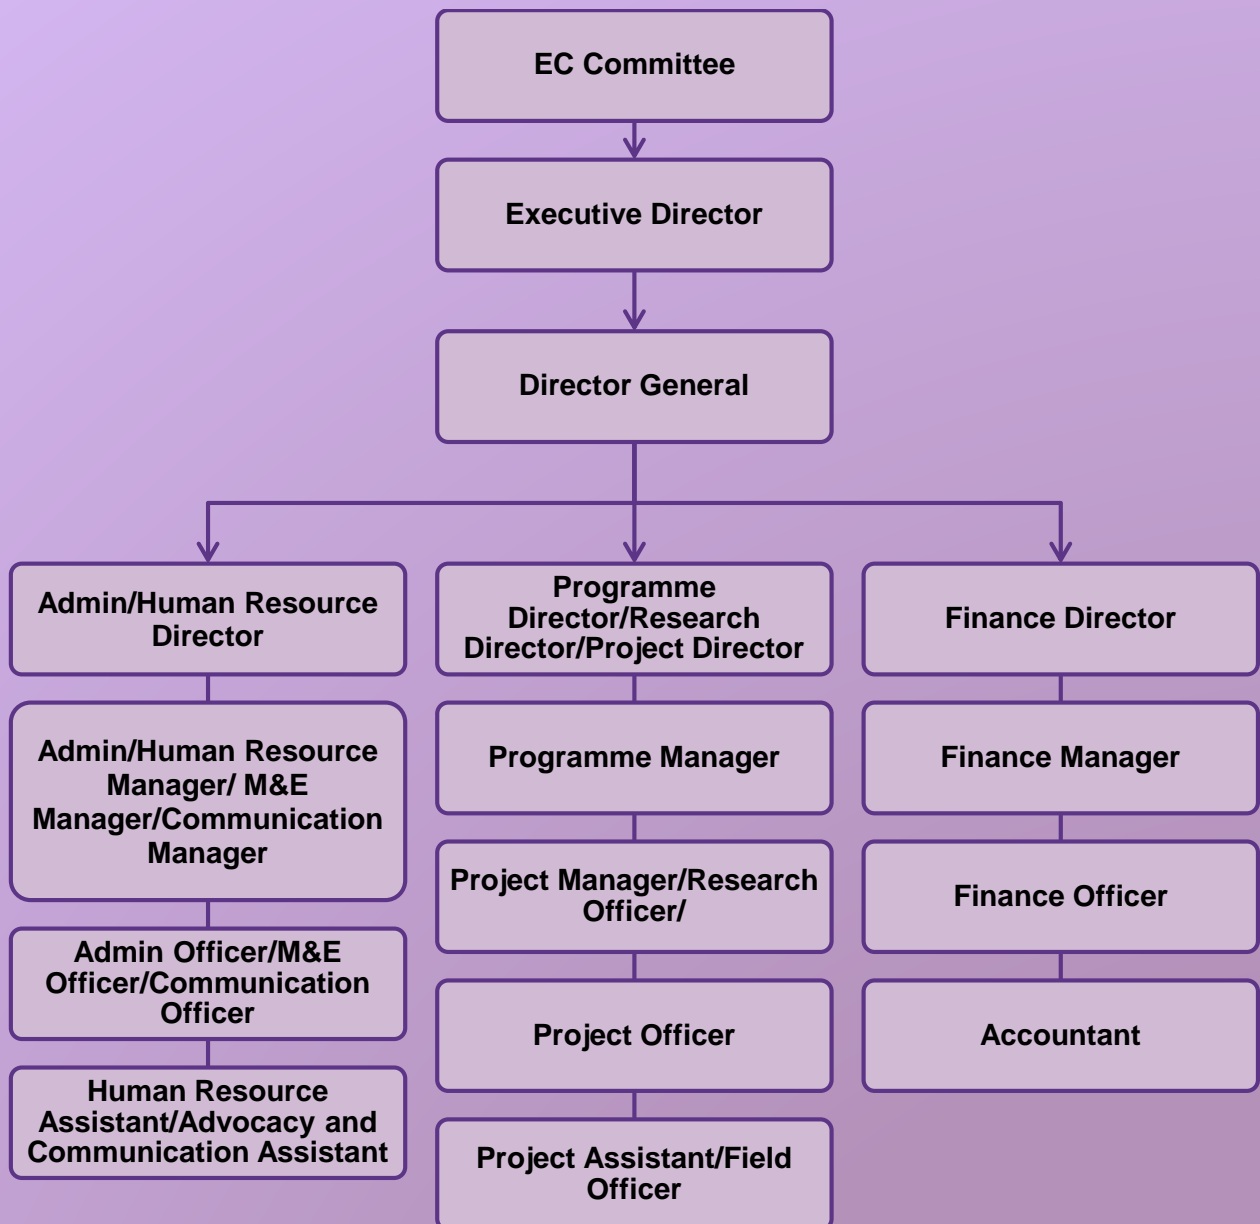 EC Committee
Executive Director
Director General
Admin/Human Resource
Director
Programme
Director/Research
Director/Project Director
Finance Director
Admin/Human Resource
Manager/ M&E
Manager/Communication
Manager
Programme Manager
Finance Manager
Project Manager/Research
Officer/
Finance Officer
Admin Officer/M&E
Officer/Communication
Officer
Project Officer
Accountant
Human Resource
Assistant/Advocacy and
Communication Assistant
Project Assistant/Field
Officer